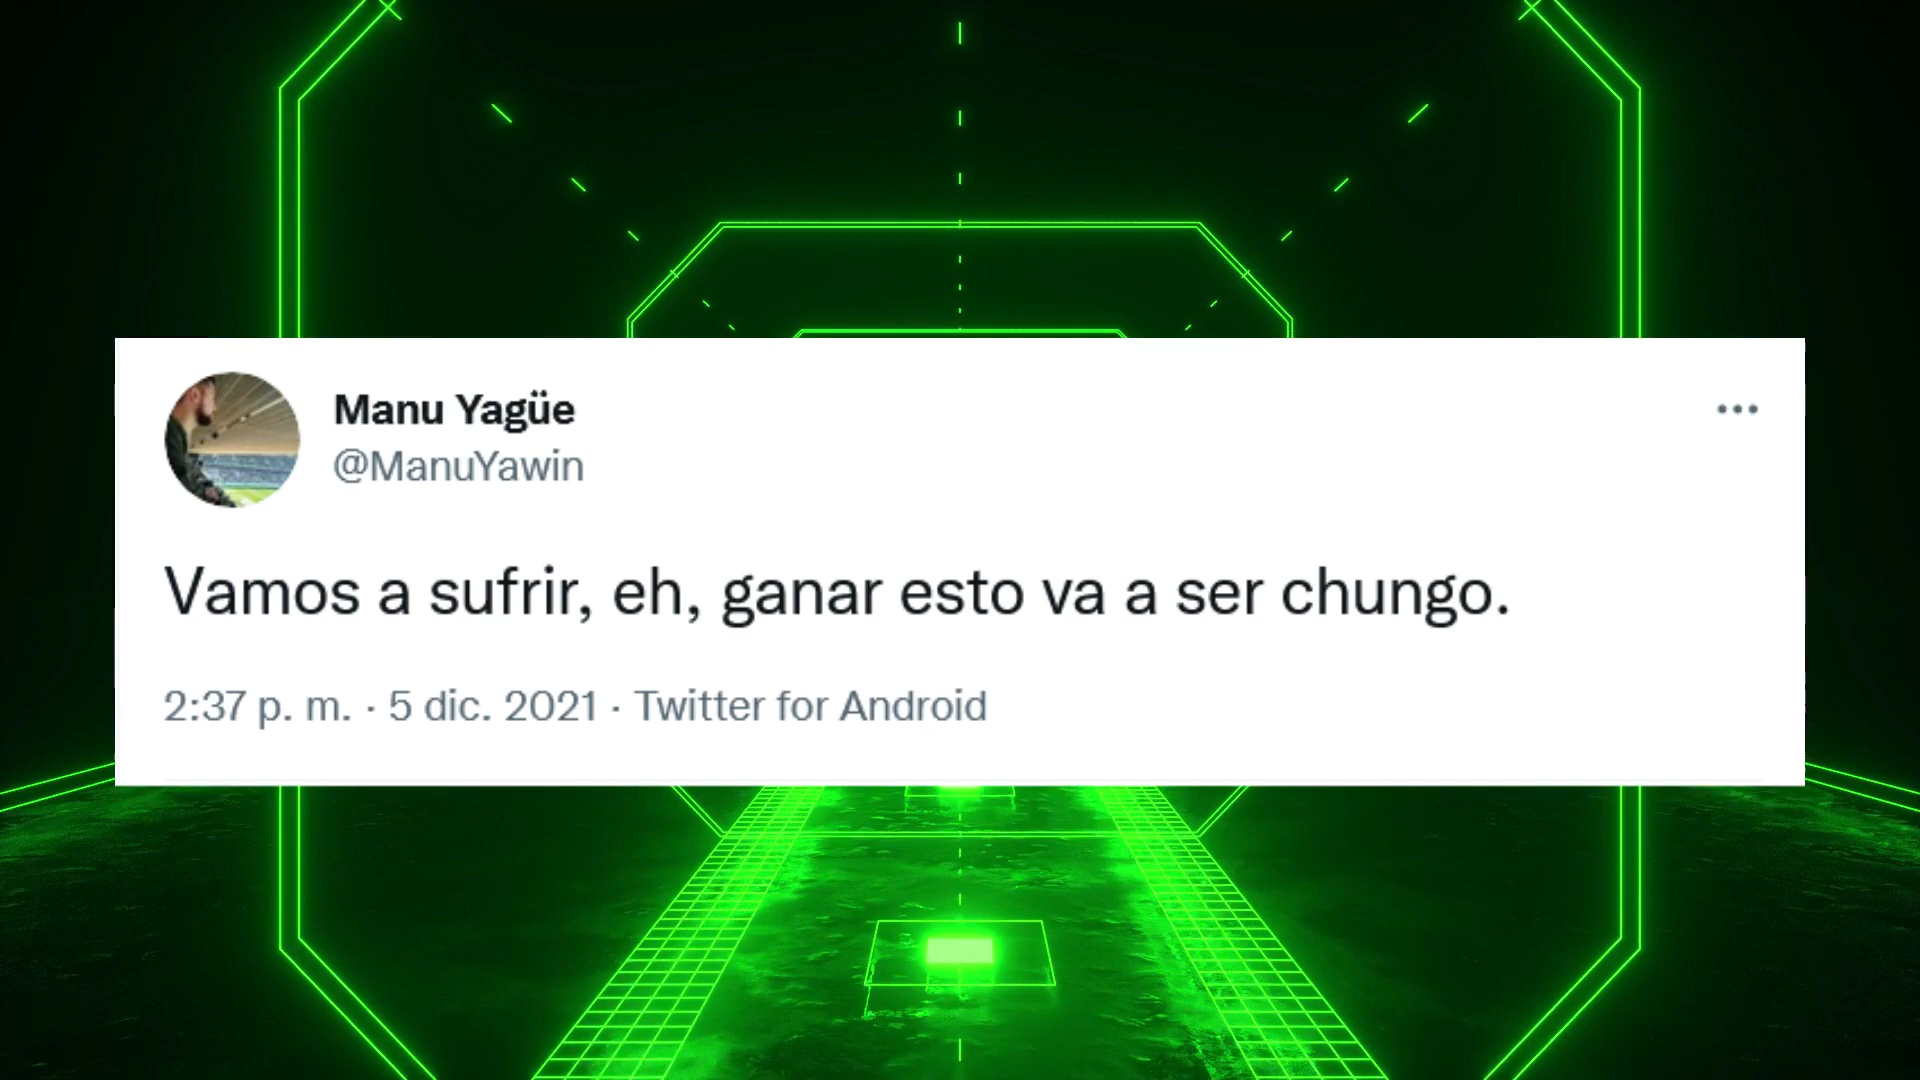 Manu Yagüe
@ManuYawin
Vamos a sufrir, eh, ganar esto va a ser chungo.
2:37 p. m. · 5 dic. 2021 · Twitter for Android